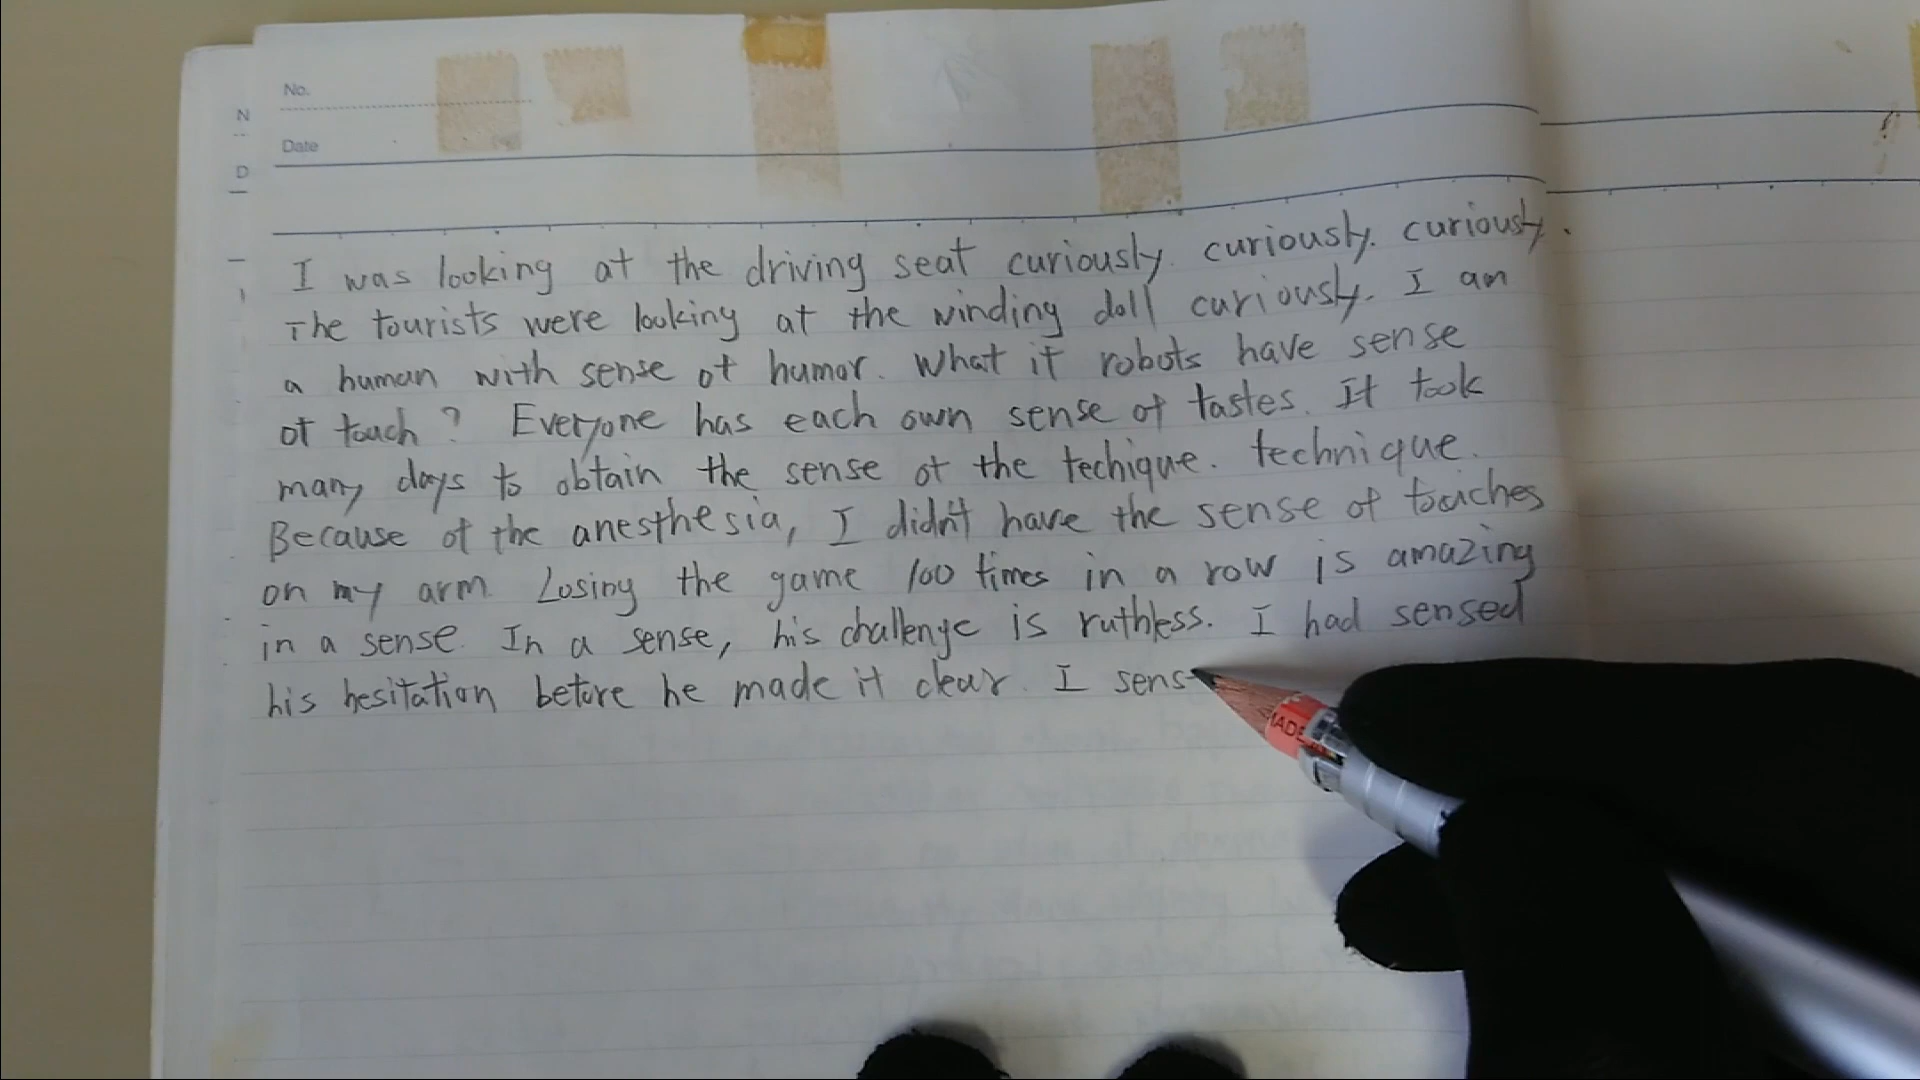 No.
Date
N
D
I was looking at the driving seat curiously. curiously. curiously.
The tourists were looking at the winding doll curiously. I am
a human with sense of humor. What if robots have sense
of touch? Everyone has each own sense of tastes. It took
many days to obtain the sense of the techique. technique.
Because of the anesthesia, I didn't have the sense of touches
on my arm. Losing the game 100 times in a row is amazing
in a sense. In a sense, his challenge is ruthless. I had sensed
his hesitation before he made it clear. I sens
MADE